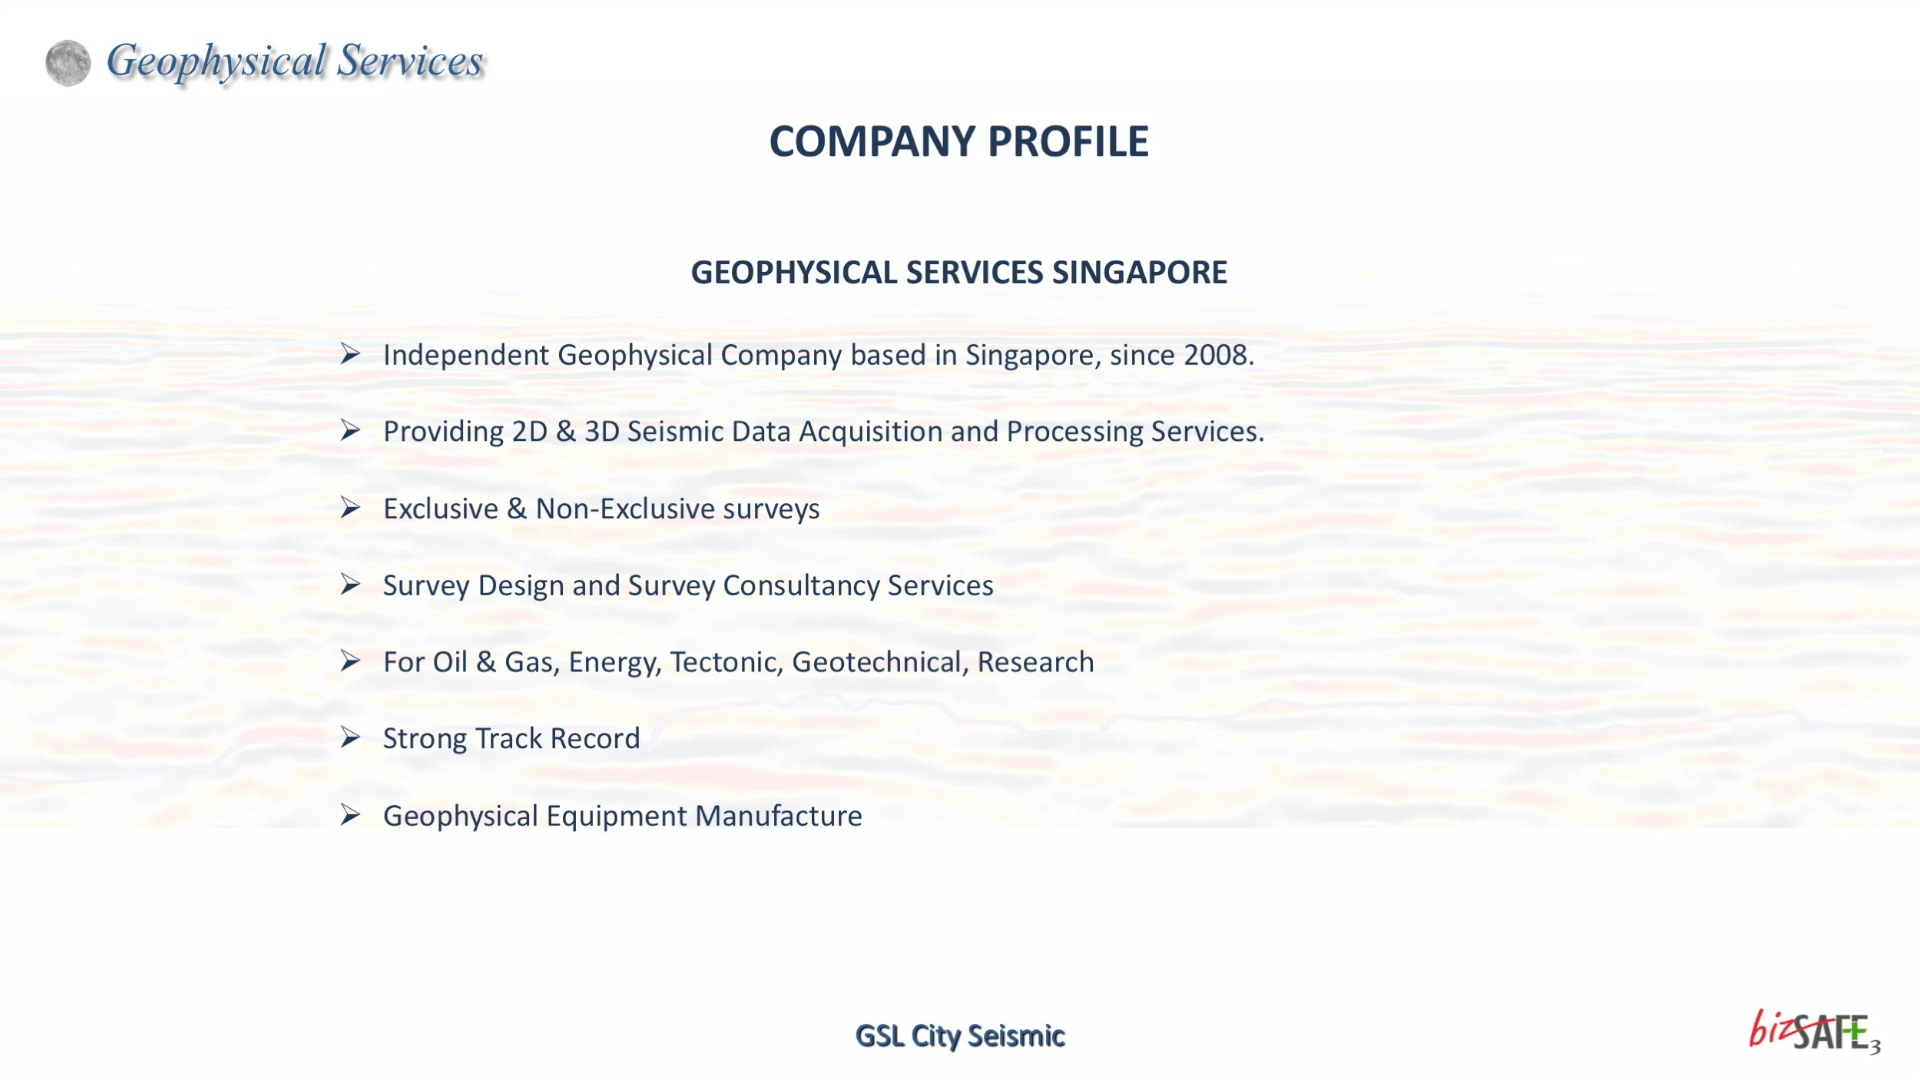 Geophysical Services
COMPANY PROFILE
GEOPHYSICAL SERVICES SINGAPORE
➢ Independent Geophysical Company based in Singapore, since 2008.
➢ Providing 2D & 3D Seismic Data Acquisition and Processing Services.
➢ Exclusive & Non-Exclusive surveys
➢ Survey Design and Survey Consultancy Services
➢ For Oil & Gas, Energy, Tectonic, Geotechnical, Research
➢ Strong Track Record
➢ Geophysical Equipment Manufacture
GSL City Seismic
bizSAFE3